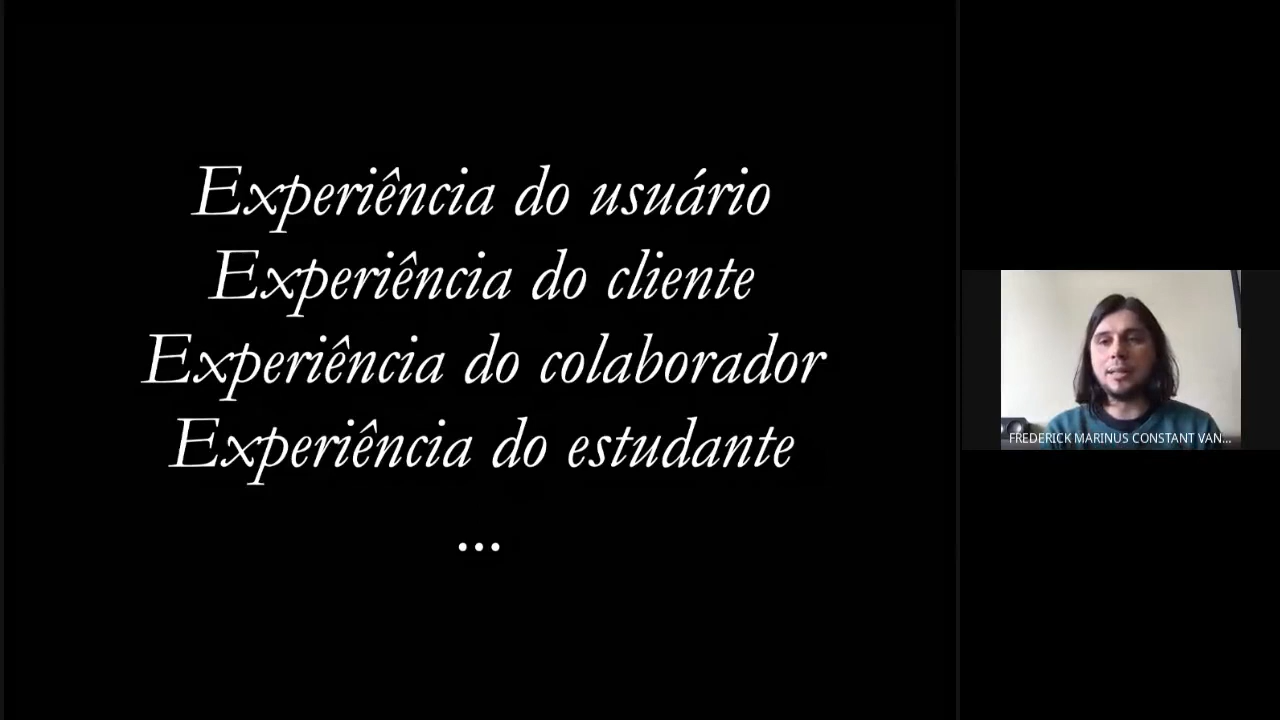 Experiência do usuário
Experiência do cliente
Experiência do colaborador
Experiência do estudante
...
FREDERICK MARINUS CONSTANT VAN...